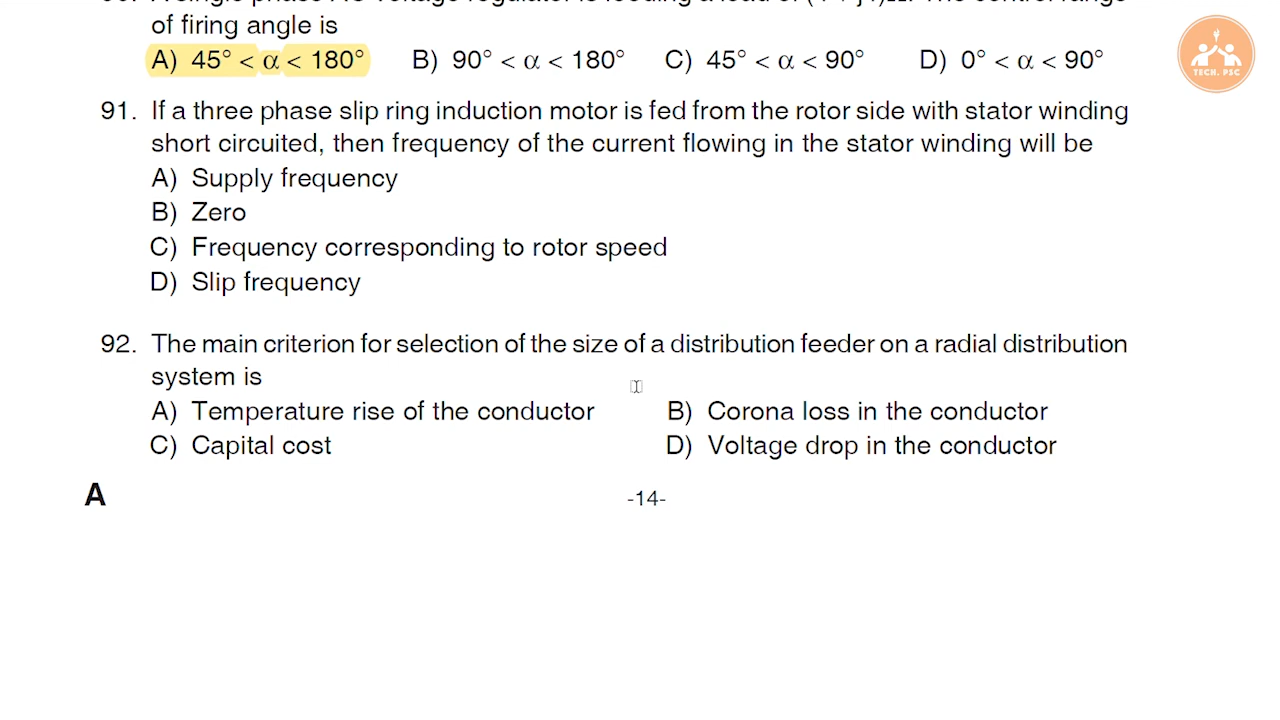 of firing angle is
A) 45° < α < 180° B) 90° < α < 180° C) 45° < α < 90° D) 0° < α < 90°
91. If a three phase slip ring induction motor is fed from the rotor side with stator winding
short circuited, then frequency of the current flowing in the stator winding will be
A) Supply frequency
B) Zero
C) Frequency corresponding to rotor speed
D) Slip frequency
92. The main criterion for selection of the size of a distribution feeder on a radial distribution
system is
A) Temperature rise of the conductor B) Corona loss in the conductor
C) Capital cost D) Voltage drop in the conductor
A -14-
TECH. PSC